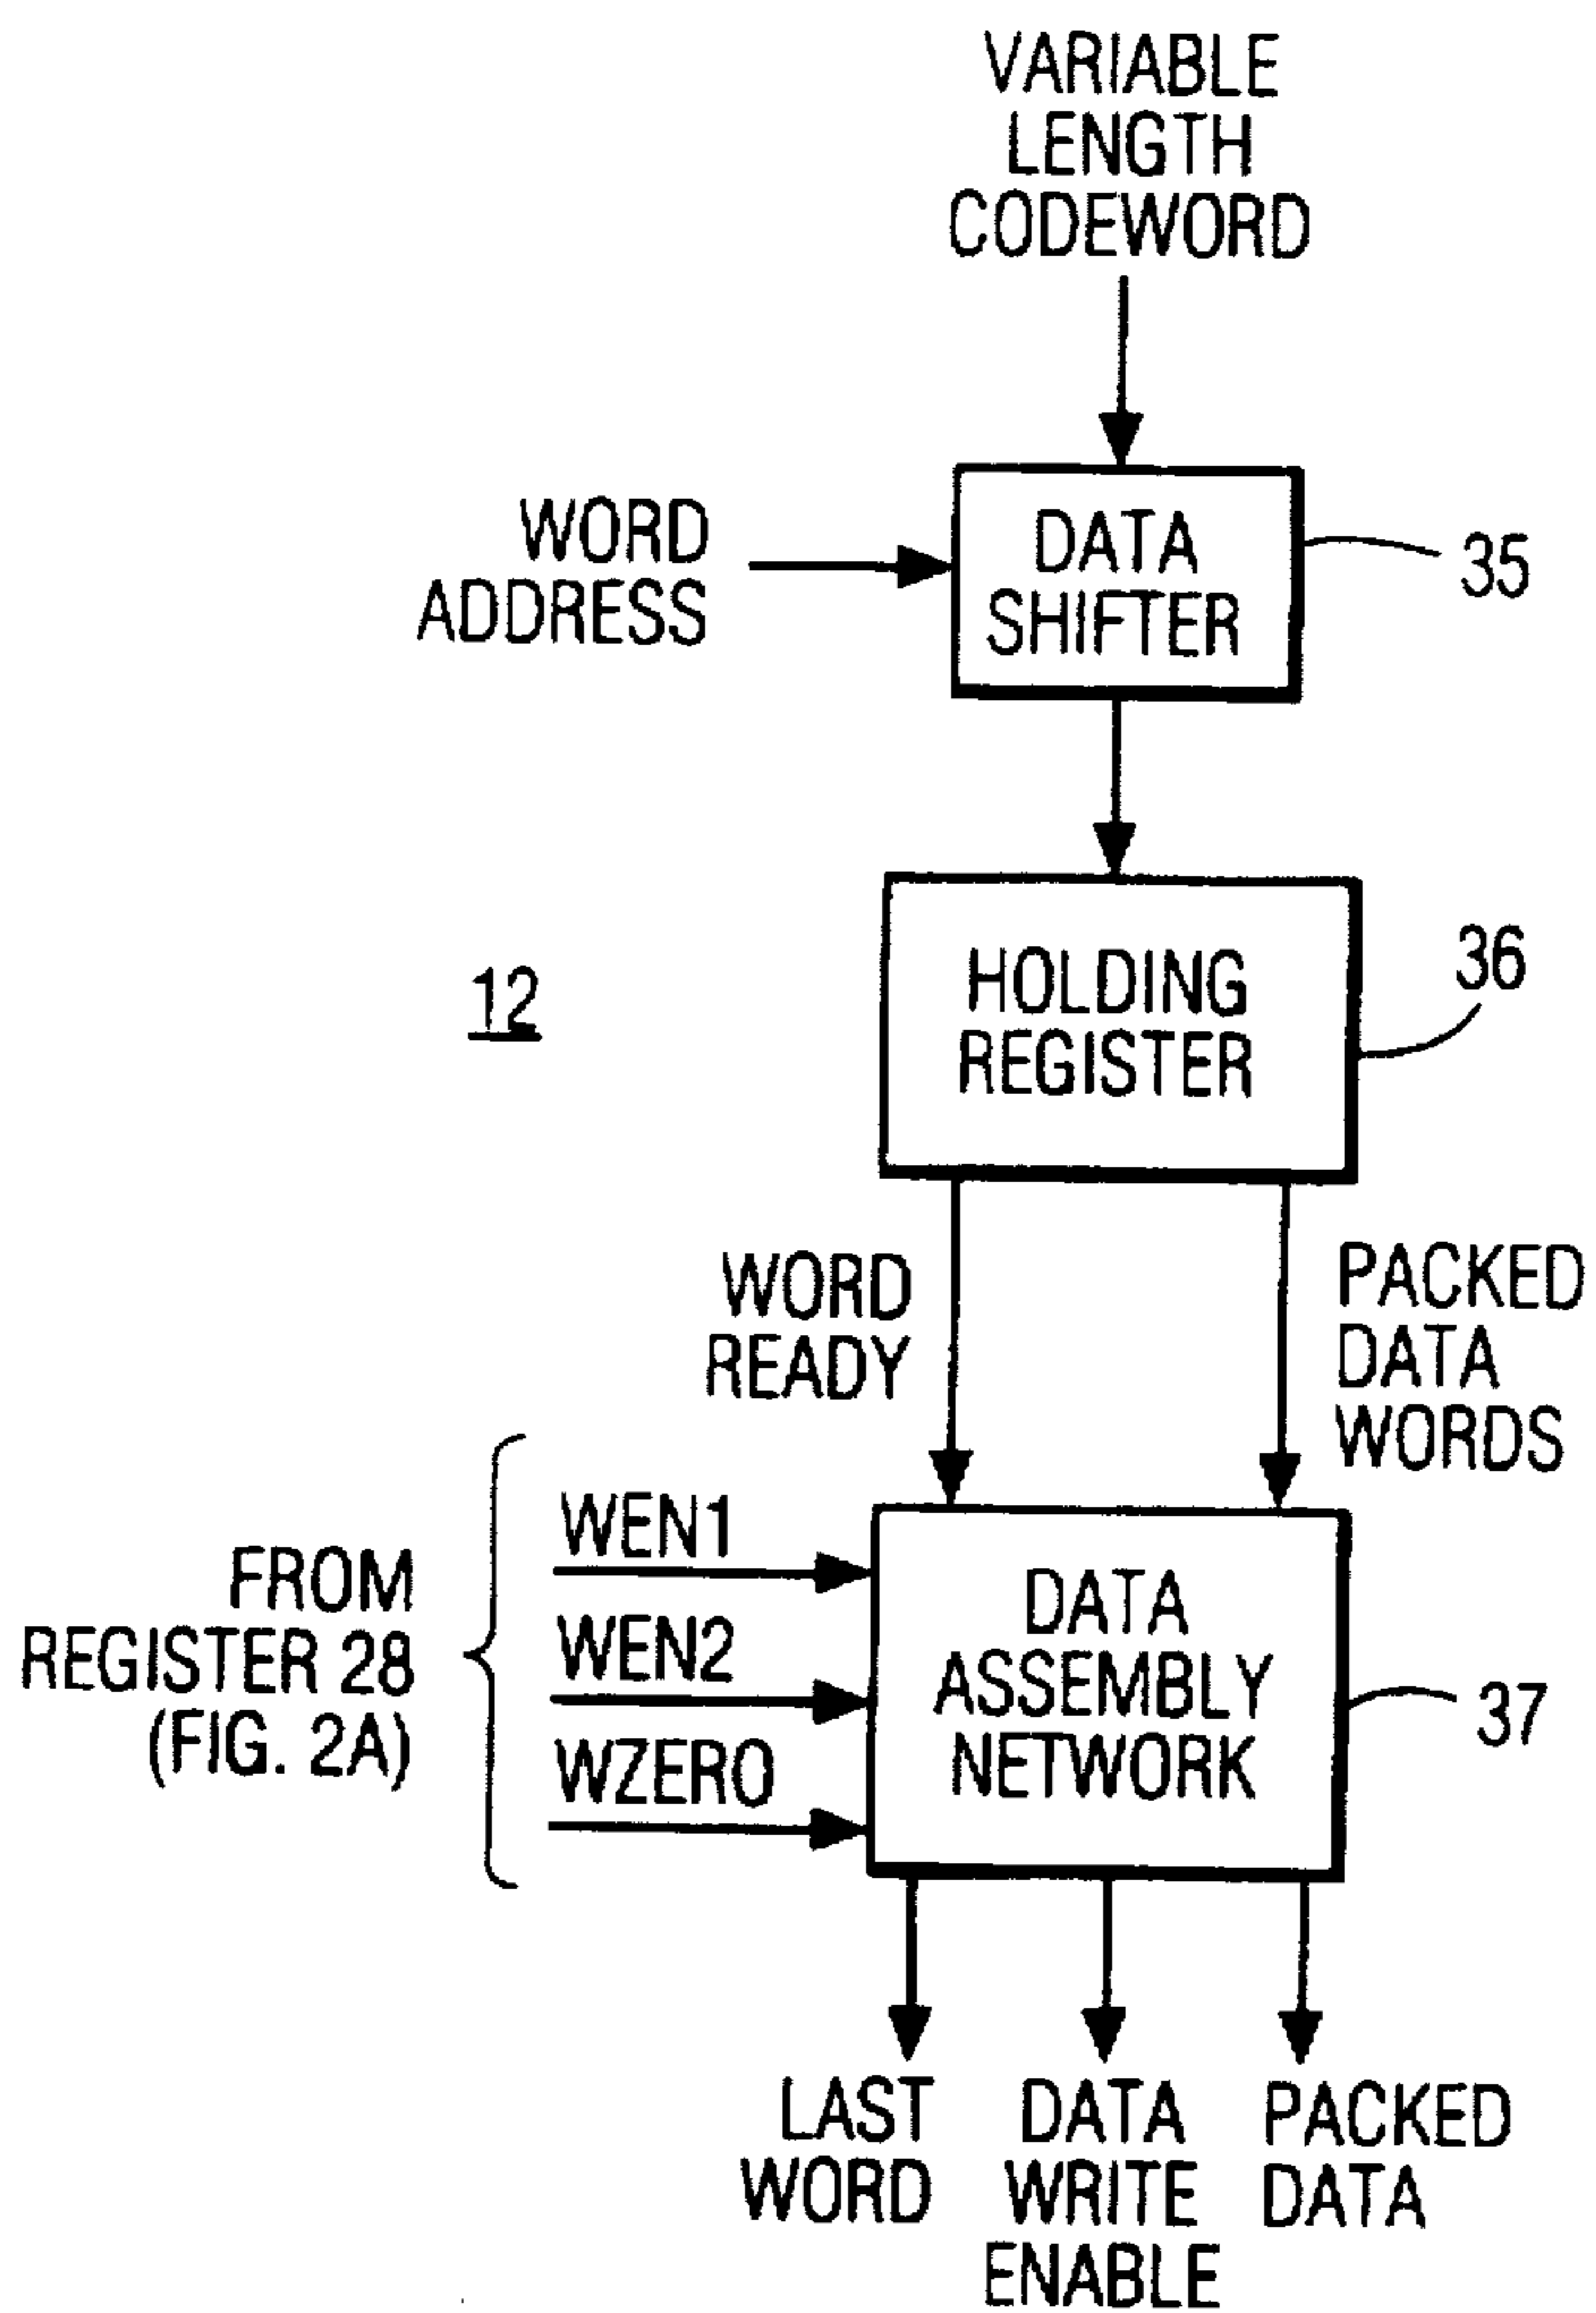 VARIABLE
LENGTH
CODEWORD
WORD
ADDRESS
DATA
SHIFTER
35
12
HOLDING
REGISTER
36
WORD
READY
PACKED
DATA
WORDS
FROM
REGISTER 28
(FIG. 2A)
WEN1
WEN2
WZERO
DATA
ASSEMBLY
NETWORK
37
LAST
WORD
DATA
WRITE
ENABLE
PACKED
DATA